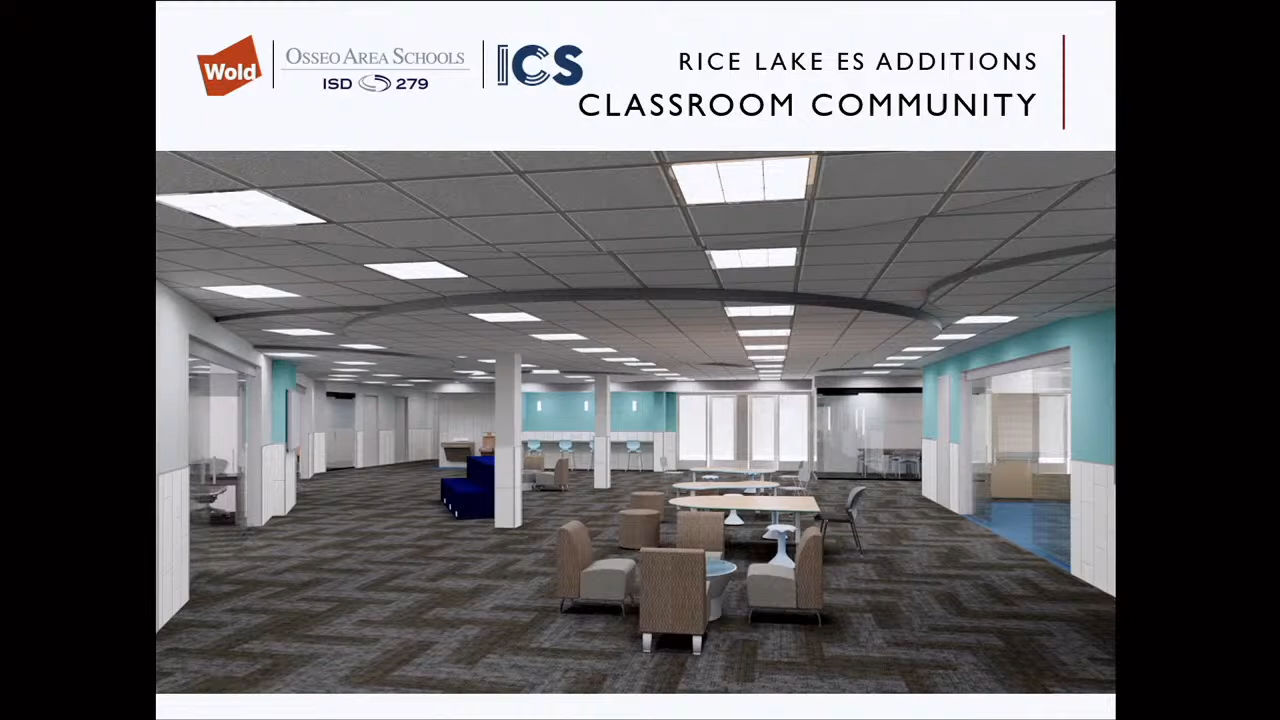 Wold
OSSEO AREA SCHOOLS
ISD 279
ICS
RICE LAKE ES ADDITIONS
CLASSROOM COMMUNITY